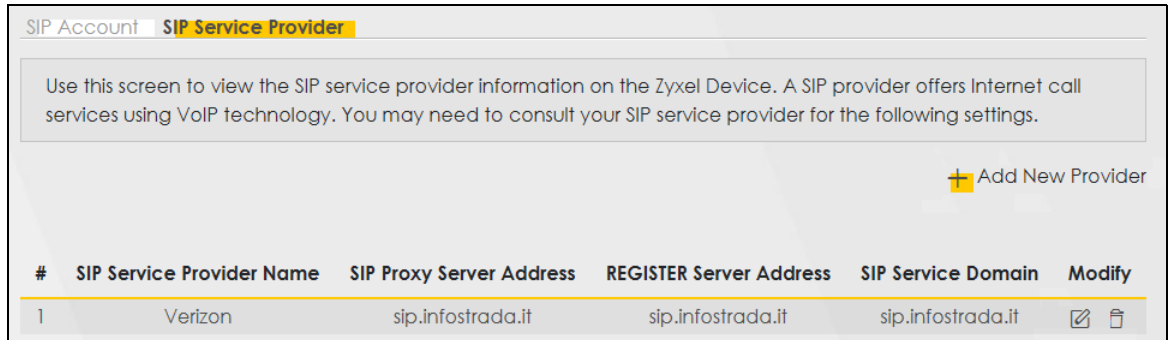 SIP Account SIP Service Provider
Use this screen to view the SIP service provider information on the Zyxel Device. A SIP provider offers Internet call
services using VoIP technology. You may need to consult your SIP service provider for the following settings.
+ Add New Provider
# SIP Service Provider Name SIP Proxy Server Address REGISTER Server Address SIP Service Domain Modify
1 Verizon sip.infostrada.it sip.infostrada.it sip.infostrada.it